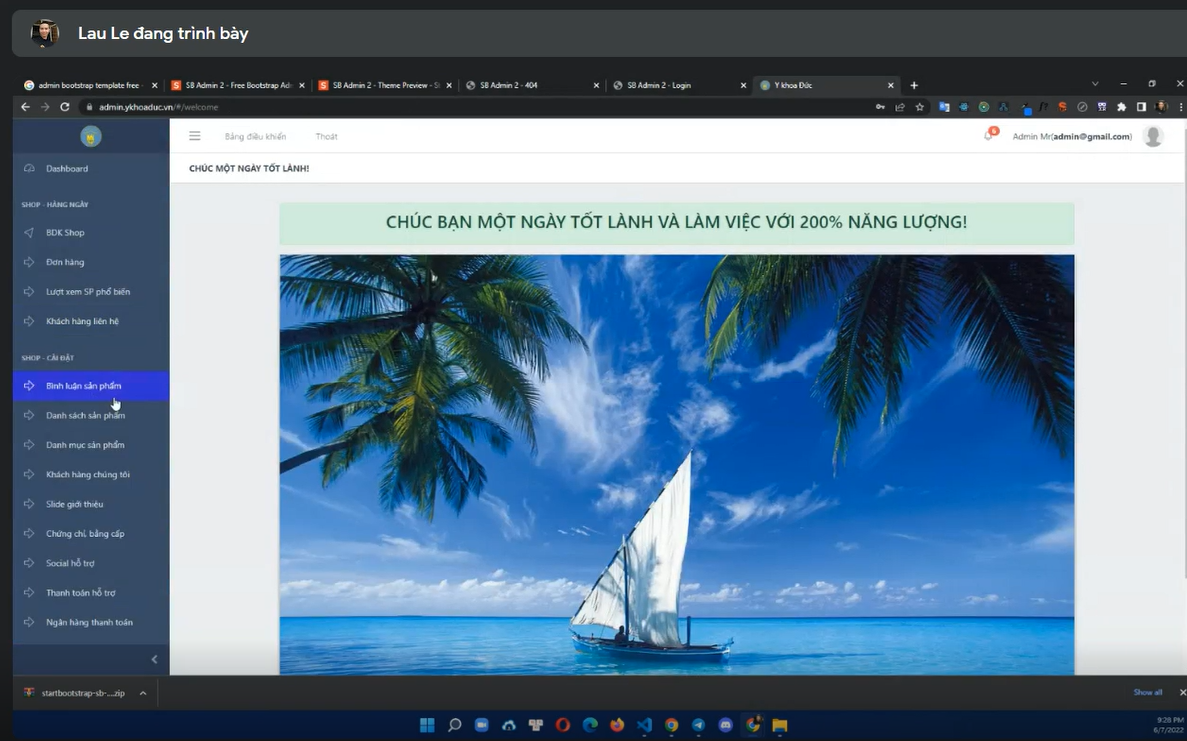 Lau Le đang trình bày
admin bootstrap template free -
SB Admin 2 - Free Bootstrap Adm
SB Admin 2 - Theme Preview - St
SB Admin 2 - 404
SB Admin 2 - Login
Y khoa Đức
admin.ykhoaduc.vn/#/welcome
Bảng điều khiển
Thoát
6
Admin Mr(admin@gmail.com)
Dashboard
CHÚC MỘT NGÀY TỐT LÀNH!
SHOP - HÀNG NGÀY
BDK Shop
Đơn hàng
Lượt xem SP phổ biến
Khách hàng liên hệ
SHOP - CÀI ĐẶT
Bình luận sản phẩm
Danh sách sản phẩm
Danh mục sản phẩm
Khách hàng chúng tôi
Slide giới thiệu
Chứng chỉ, bằng cấp
Social hỗ trợ
Thanh toán hỗ trợ
Ngân hàng thanh toán
CHÚC BẠN MỘT NGÀY TỐT LÀNH VÀ LÀM VIỆC VỚI 200% NĂNG LƯỢNG!
startbootstrap-sb-....zip
Show all
9:28 PM
6/7/2022